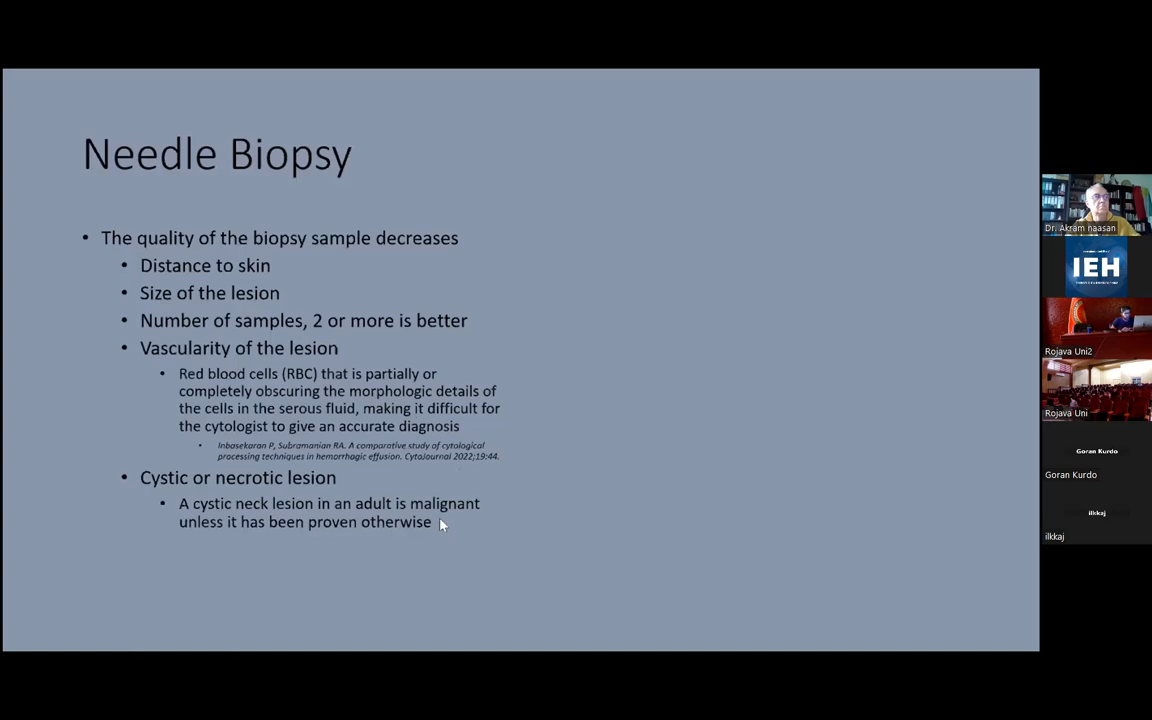 Needle Biopsy
• The quality of the biopsy sample decreases
• Distance to skin
• Size of the lesion
• Number of samples, 2 or more is better
• Vascularity of the lesion
• Red blood cells (RBC) that is partially or
completely obscuring the morphologic details of
the cells in the serous fluid, making it difficult for
the cytologist to give an accurate diagnosis
• Inbasekaran P, Subramanian RA. A comparative study of cytological
processing techniques in hemorrhagic effusion. CytoJournal 2022;19:44.
• Cystic or necrotic lesion
• A cystic neck lesion in an adult is malignant
unless it has been proven otherwise
Dr. Akram haasan
IEH
Rojava Uni2
Rojava Uni
Goran Kurdo
Goran Kurdo
ilkkaj
ilkkaj